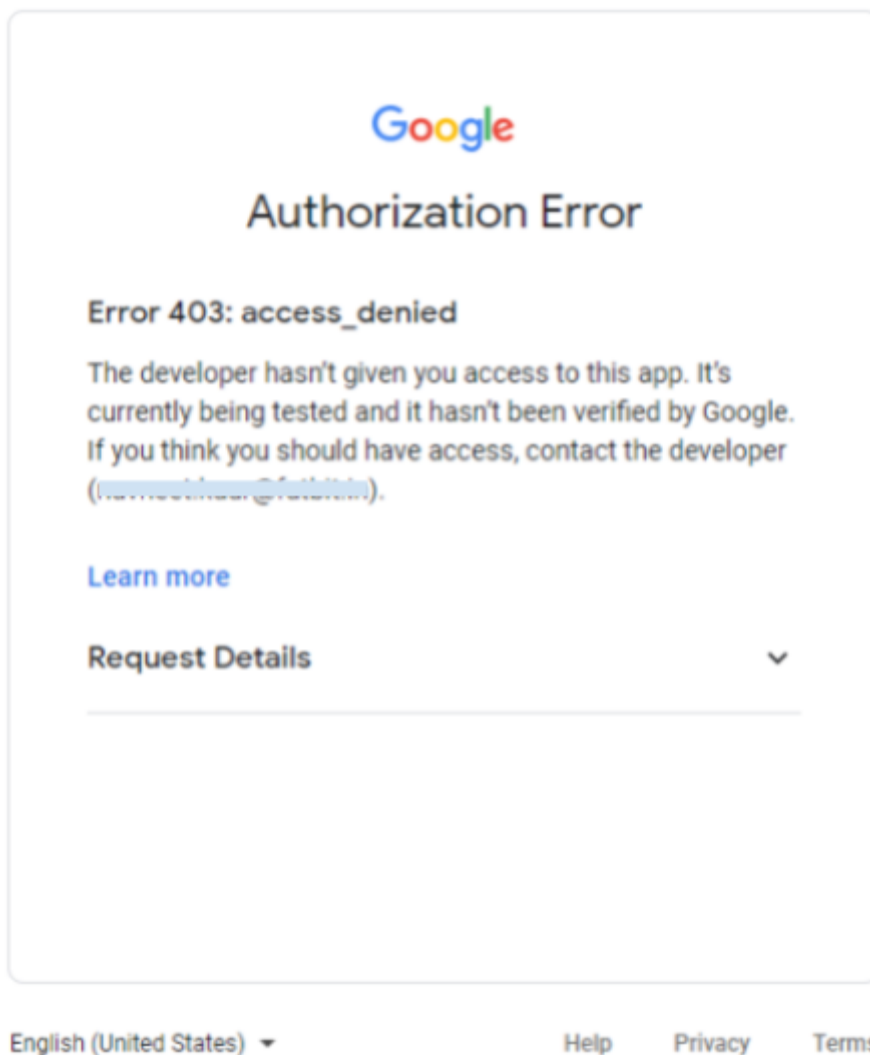 Google
Authorization Error
Error 403: access_denied
The developer hasn't given you access to this app. It's
currently being tested and it hasn't been verified by Google.
If you think you should have access, contact the developer
Learn more
Request Details
English (United States)
Help Privacy Terms